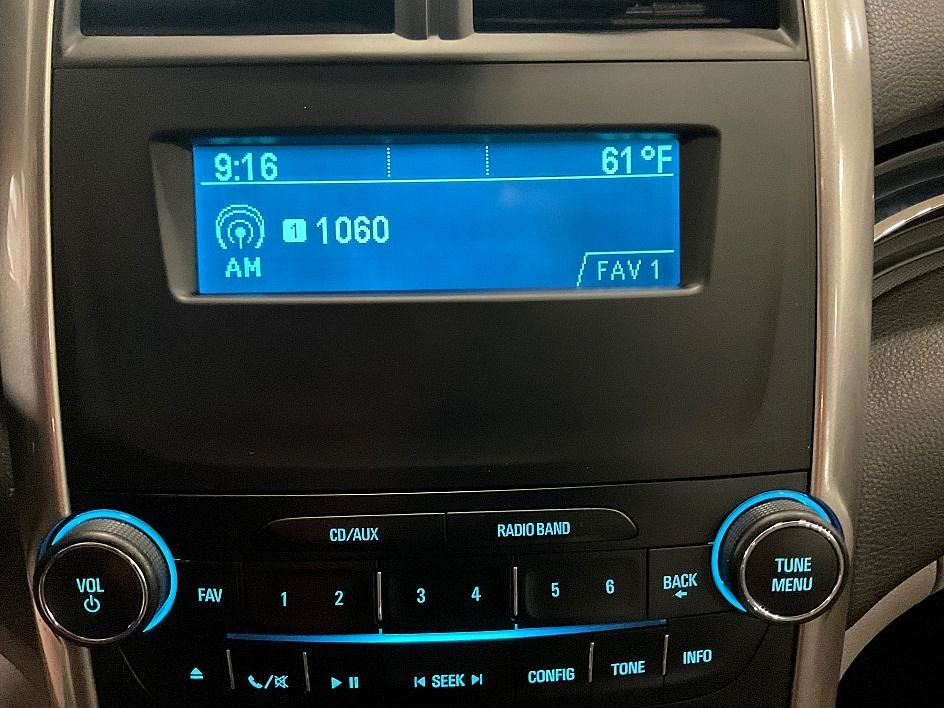 9:16 61°F
1 1060
AM FAV 1
CD/AUX RADIO BAND
VOL FAV 1 2 3 4 5 6 BACK TUNE MENU
SEEK CONFIG TONE INFO